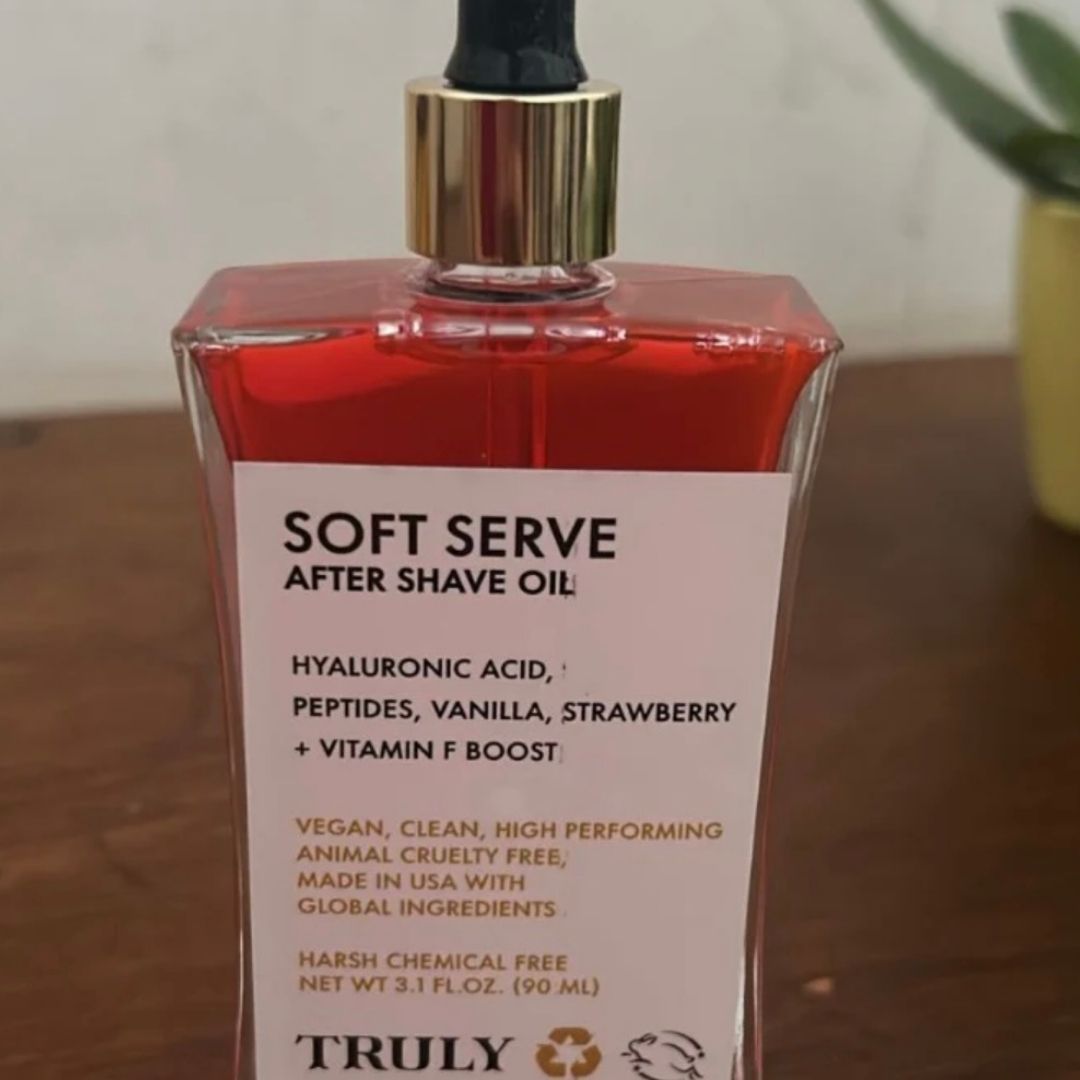 SOFT SERVE
AFTER SHAVE OIL
HYALURONIC ACID,
PEPTIDES, VANILLA, STRAWBERRY
+ VITAMIN F BOOST
VEGAN, CLEAN, HIGH PERFORMING
ANIMAL CRUELTY FREE,
MADE IN USA WITH
GLOBAL INGREDIENTS
HARSH CHEMICAL FREE
NET WT 3.1 FL.OZ. (90 ML)
TRULY